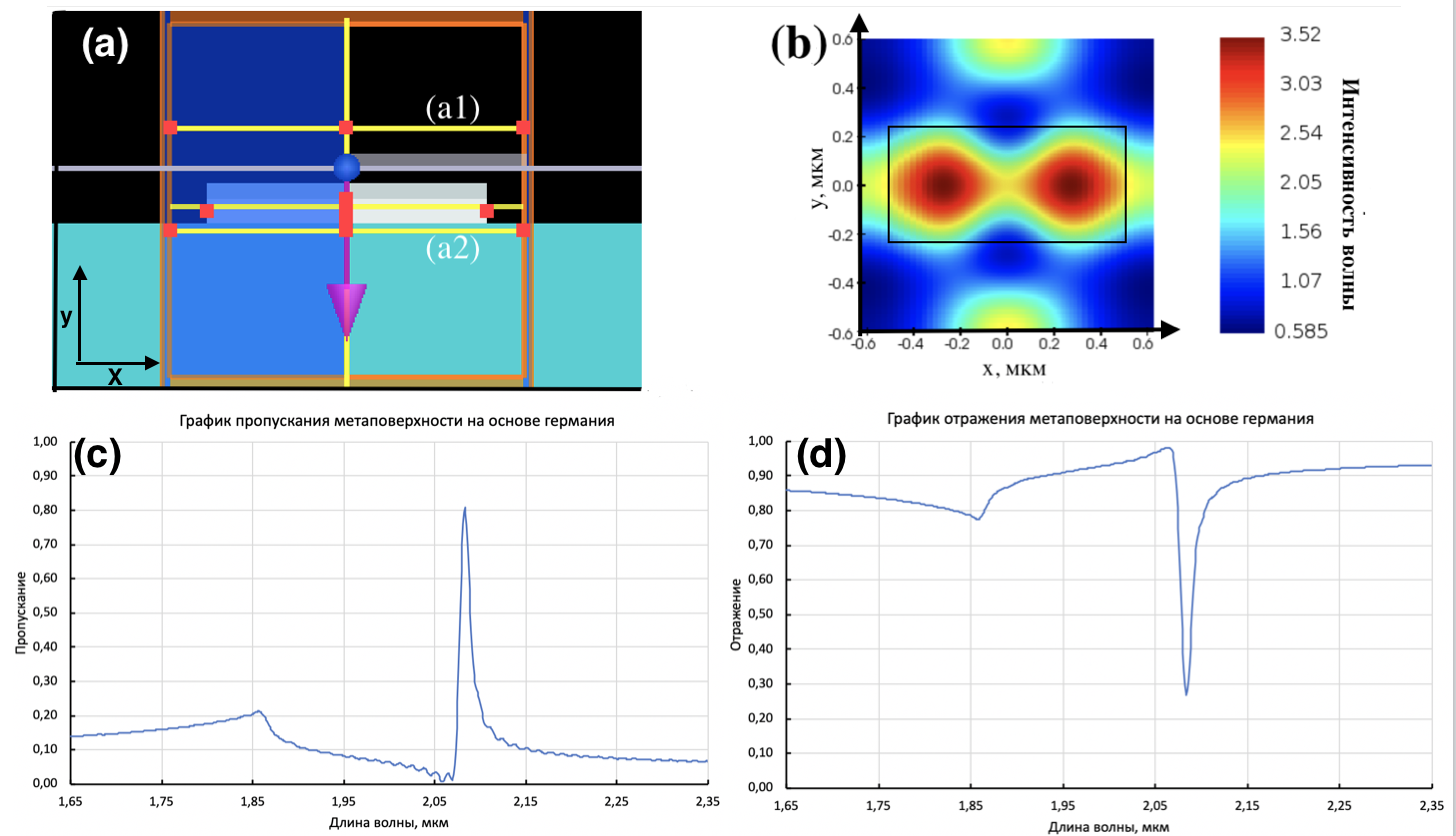 (a)
(a1)
(a2)
y
X
(b)
0.6
0.4
0.2
0.0
-0.2
-0.4
-0.6
y, мкм
-0.6 -0.4 -0.2 0.0 0.2 0.4 0.6
x, мкм
3.52
3.03
2.54
2.05
1.56
1.07
0.585
Интенсивность волны
График пропускания метаповерхности на основе германия
(c)
1,00
0,90
0,80
0,70
0,60
0,50
0,40
0,30
0,20
0,10
0,00
Пропускание
1,65 1,75 1,85 1,95 2,05 2,15 2,25 2,35
Длина волны, мкм
График отражения метаповерхности на основе германия
(d)
1,00
0,90
0,80
0,70
0,60
0,50
0,40
0,30
0,20
0,10
0,00
Отражение
1,65 1,75 1,85 1,95 2,05 2,15 2,25 2,35
Длина волны, мкм